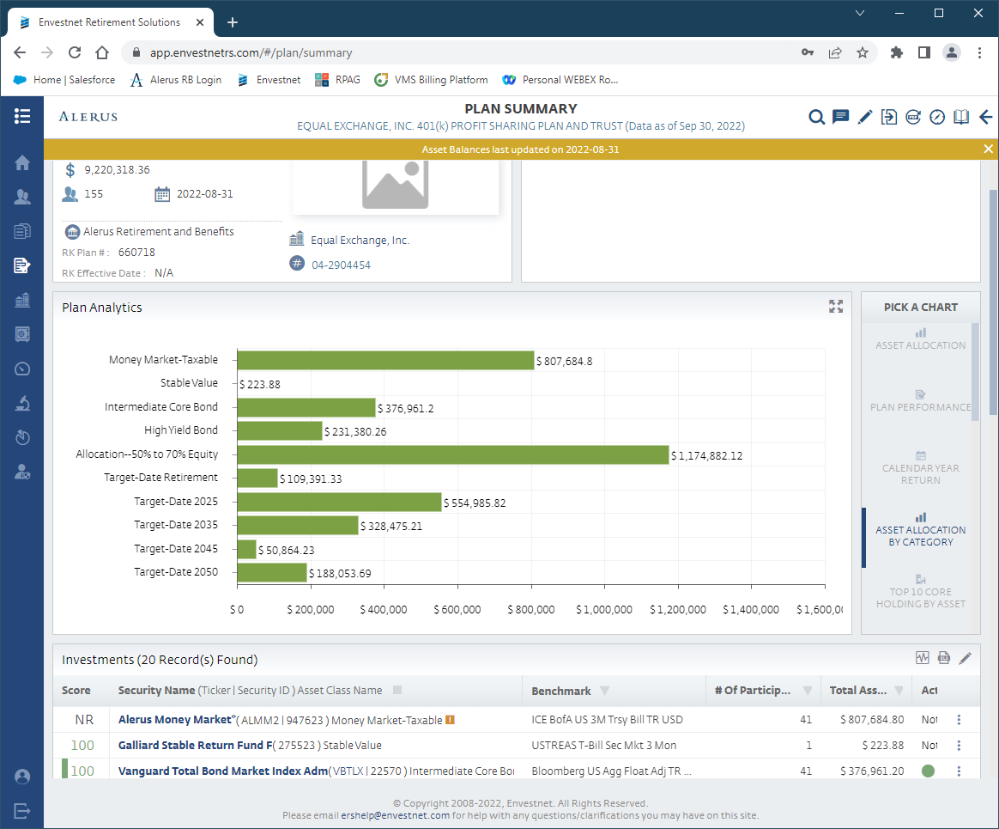 Envestnet Retirement Solutions
app.envestnetrs.com/#/plan/summary
Home | Salesforce
Alerus RB Login
Envestnet
RPAG
VMS Billing Platform
Personal WEBEX Ro...
ALERUS
PLAN SUMMARY
EQUAL EXCHANGE, INC. 401(k) PROFIT SHARING PLAN AND TRUST (Data as of Sep 30, 2022)
Asset Balances last updated on 2022-08-31
$ 9,220,318.36
155
2022-08-31
Alerus Retirement and Benefits
RK Plan # : 660718
RK Effective Date : N/A
Equal Exchange, Inc.
# 04-2904454
Plan Analytics
Money Market-Taxable $ 807,684.8
Stable Value $ 223.88
Intermediate Core Bond $ 376,961.2
High Yield Bond $ 231,380.26
Allocation--50% to 70% Equity $ 1,174,882.12
Target-Date Retirement $ 109,391.33
Target-Date 2025 $ 554,985.82
Target-Date 2035 $ 328,475.21
Target-Date 2045 $ 50,864.23
Target-Date 2050 $ 188,053.69
$ 0 $ 200,000 $ 400,000 $ 600,000 $ 800,000 $ 1,000,000 $ 1,200,000 $ 1,400,000 $ 1,600,0
PICK A CHART
ASSET ALLOCATION
PLAN PERFORMANCE
CALENDAR YEAR
RETURN
ASSET ALLOCATION
BY CATEGORY
TOP 10 CORE
HOLDING BY ASSET
Investments (20 Record(s) Found)
Score Security Name (Ticker | Security ID ) Asset Class Name Benchmark # Of Particip... Total Ass... Act
NR Alerus Money Market°( ALMM2 | 947623 ) Money Market-Taxable ICE BofA US 3M Trsy Bill TR USD 41 $ 807,684.80 Not
100 Galliard Stable Return Fund F( 275523 ) Stable Value USTREAS T-Bill Sec Mkt 3 Mon 1 $ 223.88 Not
100 Vanguard Total Bond Market Index Adm(VBTLX | 22570 ) Intermediate Core Bo Bloomberg US Agg Float Adj TR ... 41 $ 376,961.20
© Copyright 2008-2022, Envestnet. All Rights Reserved.
Please email ershelp@envestnet.com for help with any questions/clarifications you may have on this site.